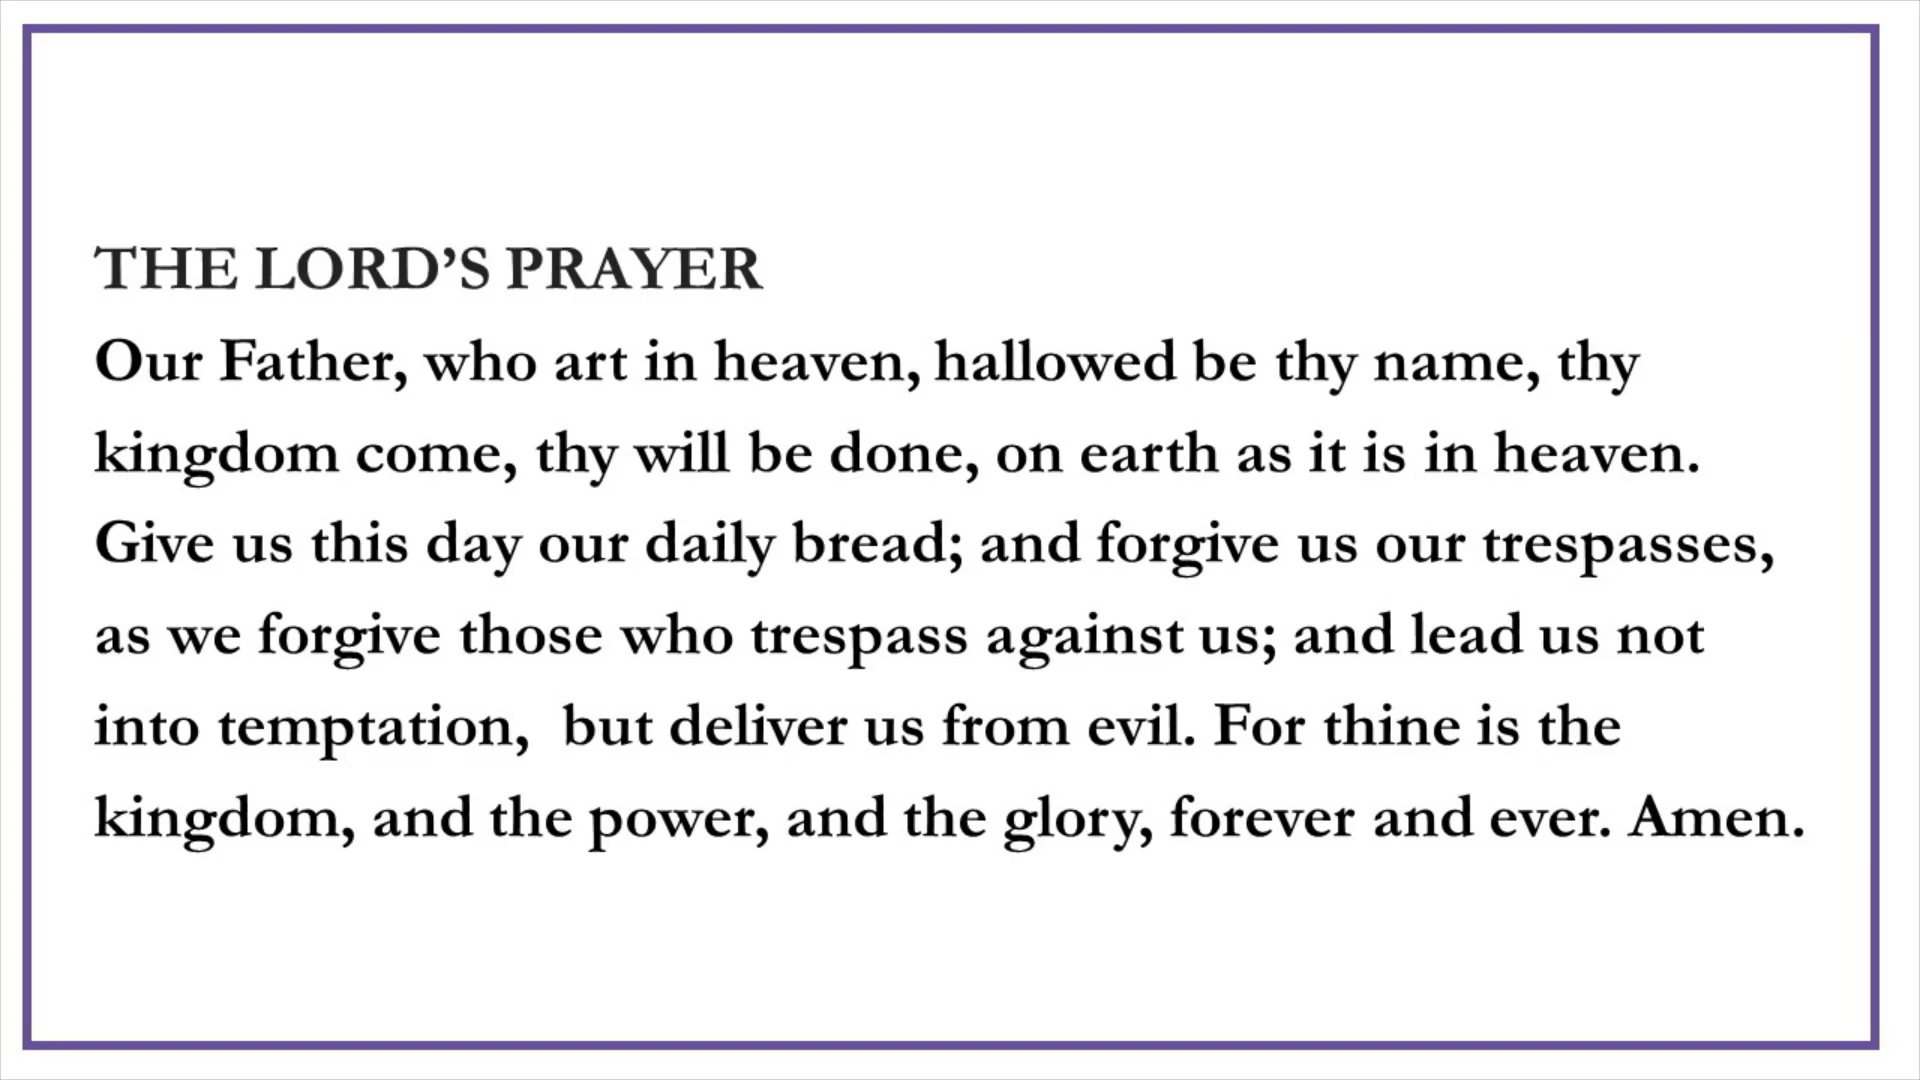 THE LORD’S PRAYER
Our Father, who art in heaven, hallowed be thy name, thy
kingdom come, thy will be done, on earth as it is in heaven.
Give us this day our daily bread; and forgive us our trespasses,
as we forgive those who trespass against us; and lead us not
into temptation,  but deliver us from evil. For thine is the
kingdom, and the power, and the glory, forever and ever. Amen.